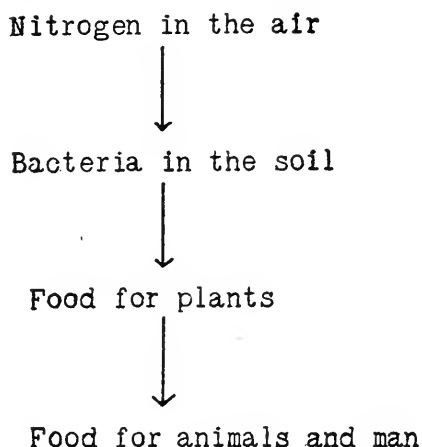 Nitrogen in the air
Bacteria in the soil
Food for plants
Food for animals and man